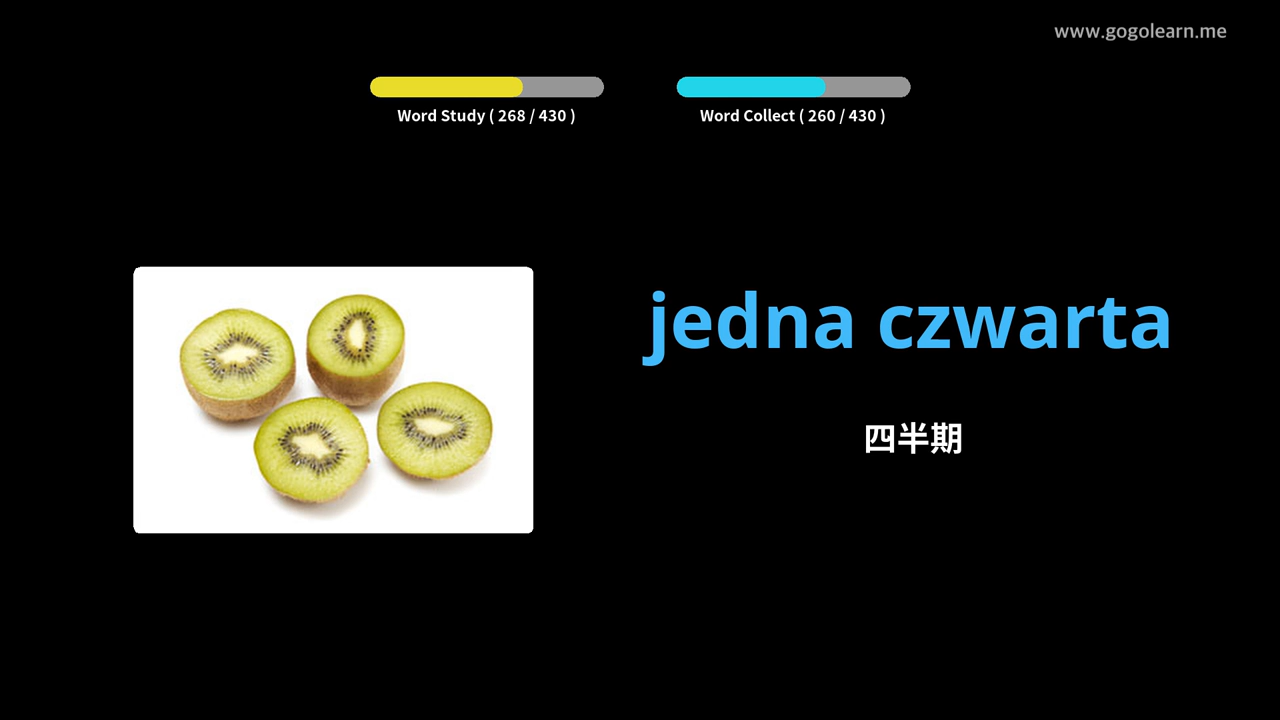 www.gogolearn.me
Word Study ( 268 / 430 )
Word Collect ( 260 / 430 )
jedna czwarta
四半期